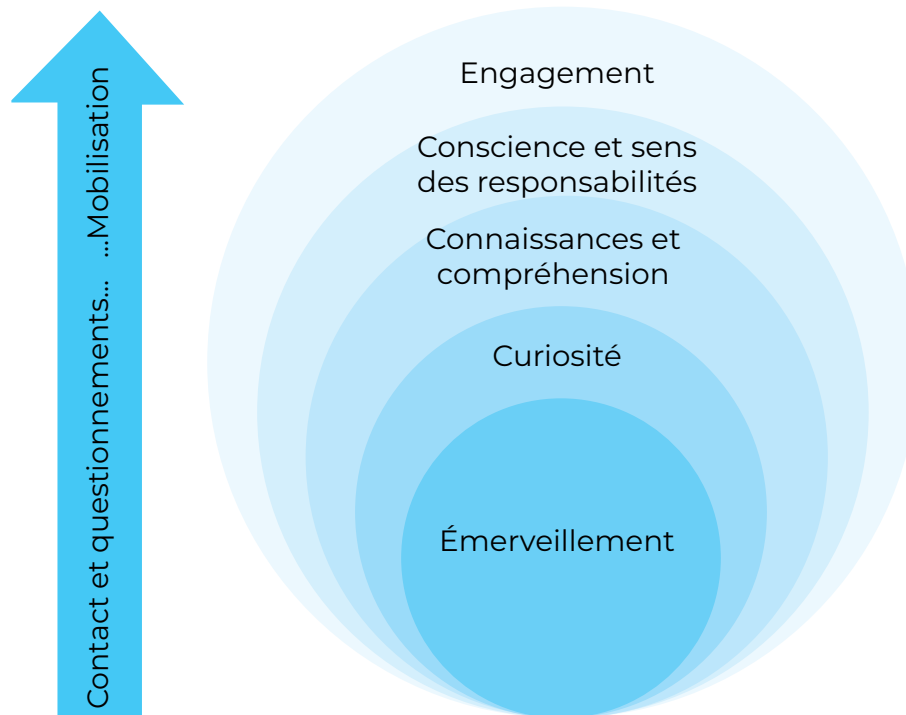 Contact et questionnements... ...Mobilisation
Engagement
Conscience et sens
des responsabilités
Connaissances et
compréhension
Curiosité
Émerveillement